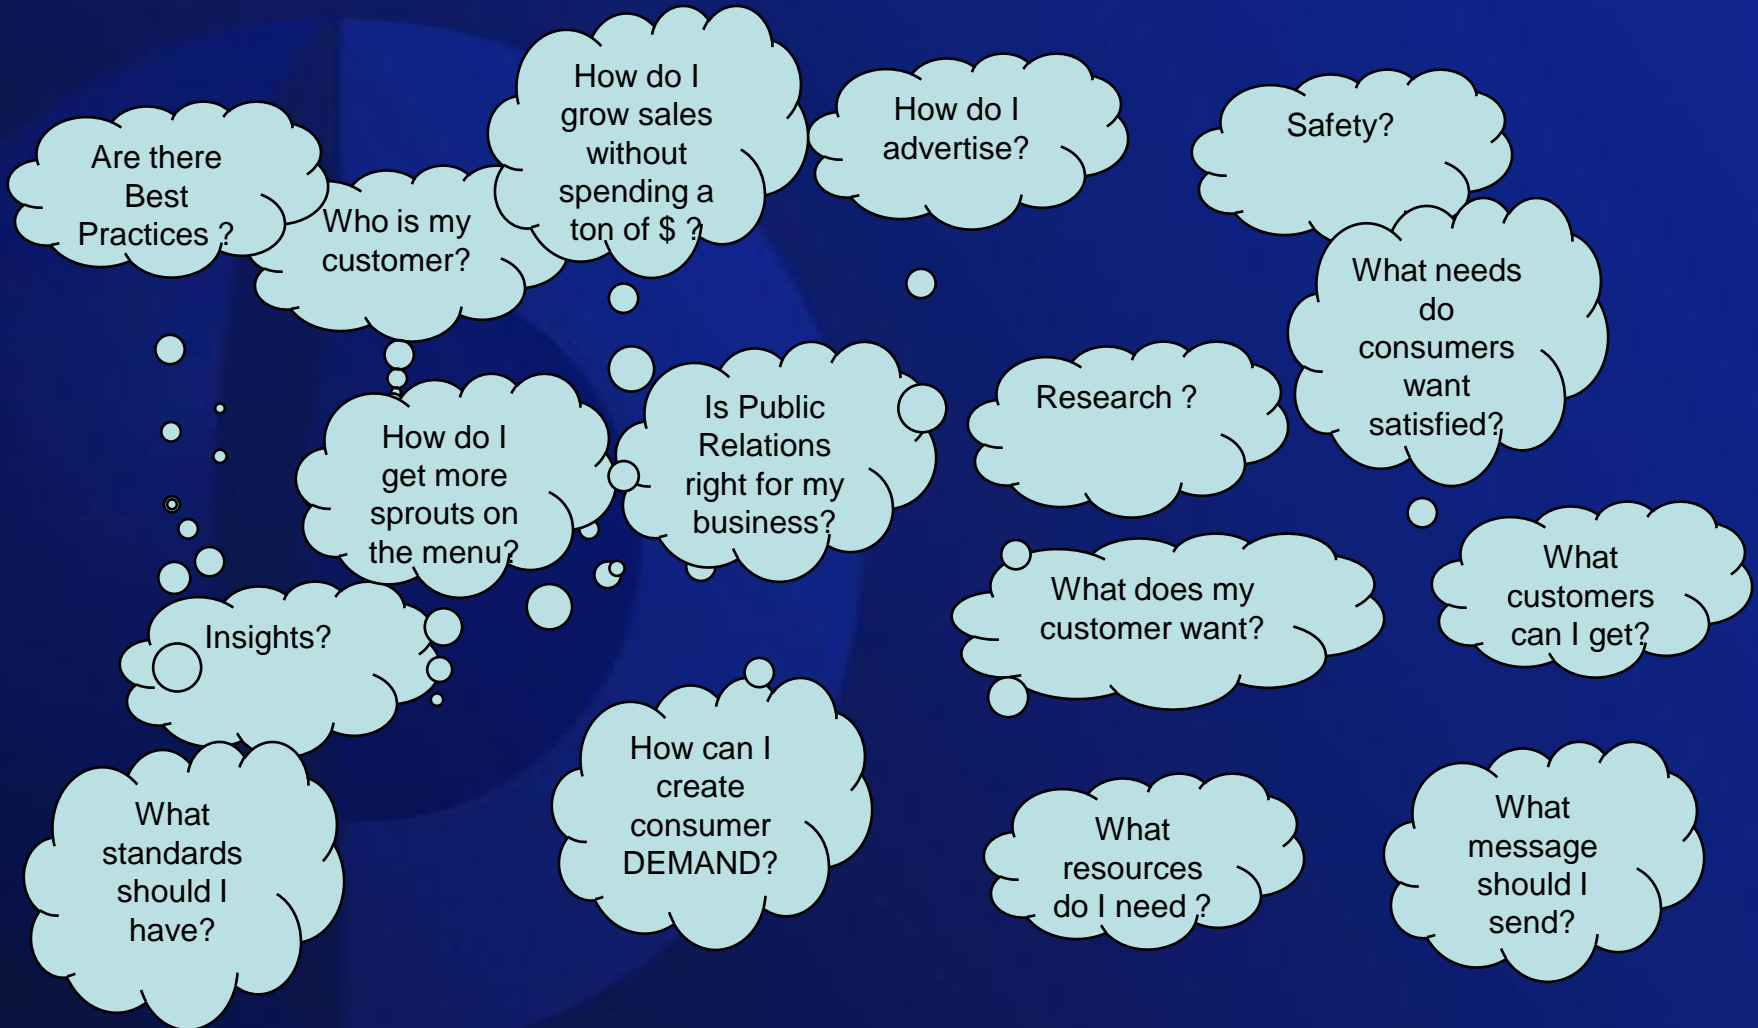 Are there
Best
Practices ?
Who is my
customer?
How do I
grow sales
without
spending a
ton of $ ?
How do I
advertise?
Safety?
What needs
do
consumers
want
satisfied?
How do I
get more
sprouts on
the menu?
Is Public
Relations
right for my
business?
Research ?
What does my
customer want?
What
customers
can I get?
Insights?
What
standards
should I
have?
How can I
create
consumer
DEMAND?
What
resources
do I need ?
What
message
should I
send?